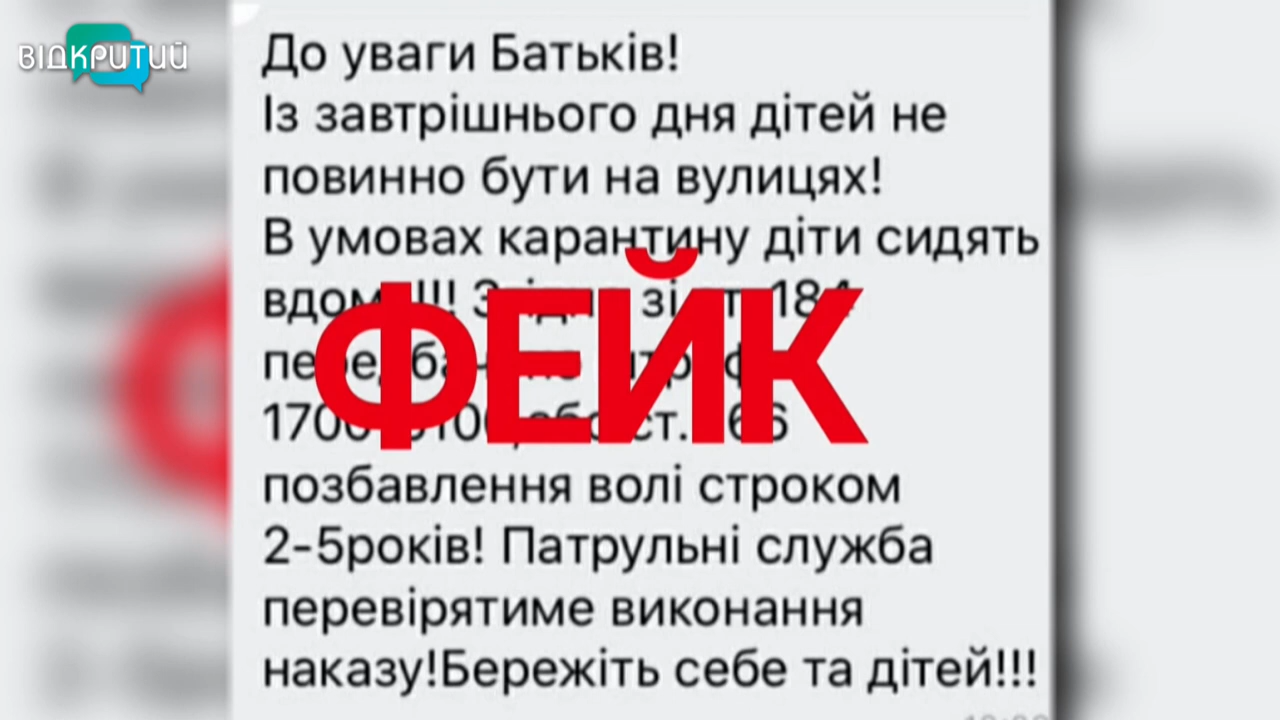 ВІДКРИТИЙ
До уваги Батьків!
Із завтрішнього дня дітей не
повинно бути на вулицях!
В умовах карантину діти сидять
!!! 184
ФЕЙК
позбавлення волі строком
2-5років! Патрульні служба
перевірятиме виконання
наказу!Бережіть себе та дітей!!!